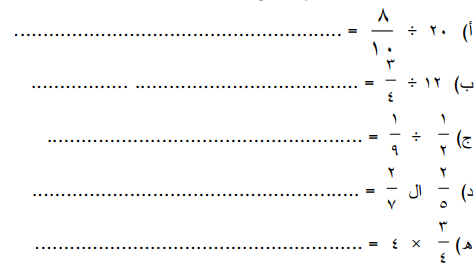 أ) ٢٠ ÷ ٨/١٠ = ......................................................
ب) ١٢ ÷ ٣/٤ = ..................................... ................
ج) ١/٢ ÷ ١/٩ = ....................................................
د) ٢/٥ ال ٢/٧ = ......................................................
هـ) ٣/٤ × ٤ = ......................................................